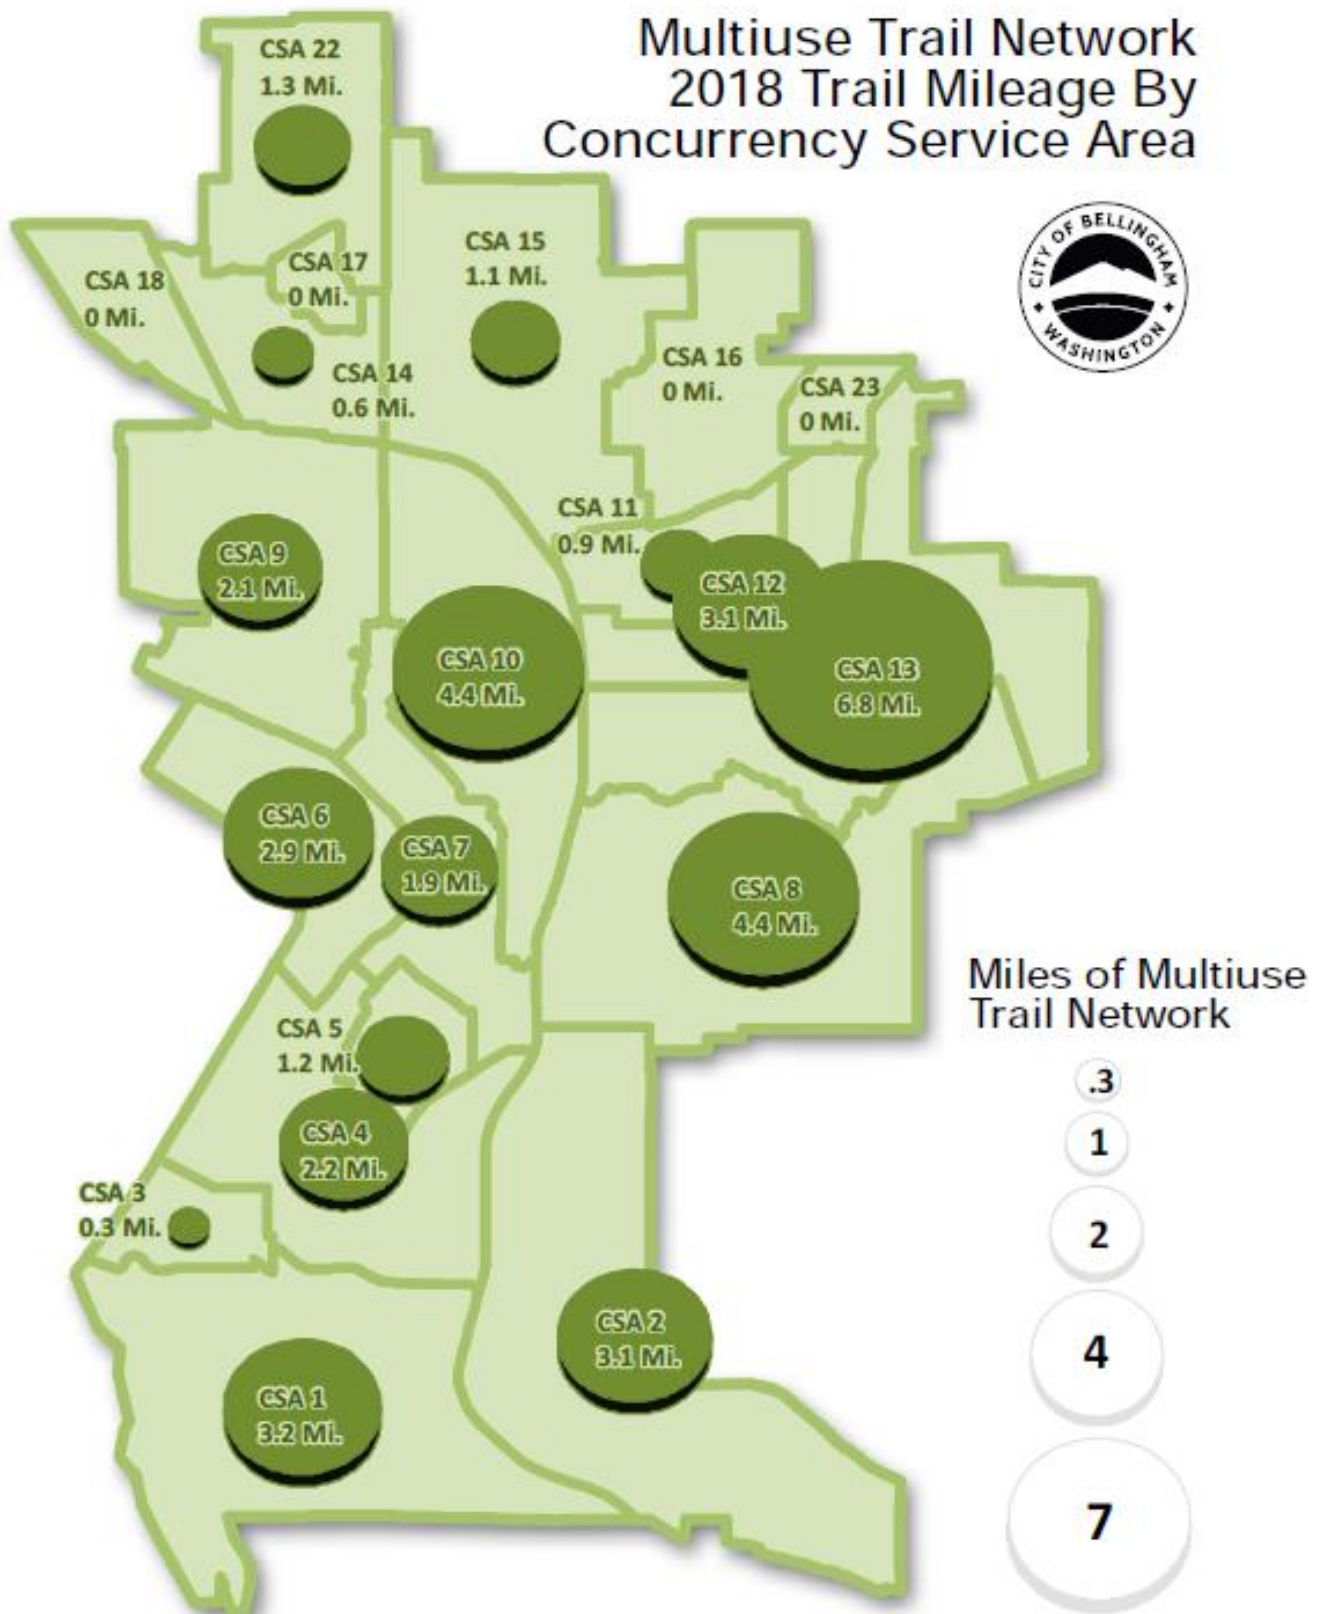 Multiuse Trail Network
2018 Trail Mileage By
Concurrency Service Area
CITY OF BELLINGHAM
WASHINGTON
CSA 22
1.3 Mi.
CSA 18
0 Mi.
CSA 17
0 Mi.
CSA 15
1.1 Mi.
CSA 14
0.6 Mi.
CSA 16
0 Mi.
CSA 23
0 Mi.
CSA 11
0.9 Mi.
CSA 9
2.1 Mi.
CSA 12
3.1 Mi.
CSA 10
4.4 Mi.
CSA 13
6.8 Mi.
CSA 6
2.9 Mi.
CSA 7
1.9 Mi.
CSA 8
4.4 Mi.
CSA 5
1.2 Mi.
CSA 4
2.2 Mi.
CSA 3
0.3 Mi.
CSA 2
3.1 Mi.
CSA 1
3.2 Mi.
Miles of Multiuse
Trail Network
.3
1
2
4
7